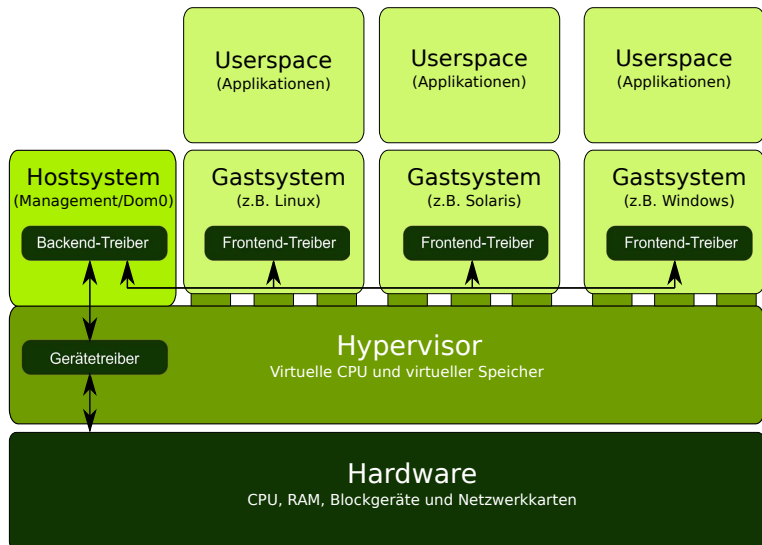 Userspace
(Applikationen)
Userspace
(Applikationen)
Userspace
(Applikationen)
Hostsystem
(Management/Dom0)
Backend-Treiber
Gastsystem
(z.B. Linux)
Frontend-Treiber
Gastsystem
(z.B. Solaris)
Frontend-Treiber
Gastsystem
(z.B. Windows)
Frontend-Treiber
Gerätetreiber
Hypervisor
Virtuelle CPU und virtueller Speicher
Hardware
CPU, RAM, Blockgeräte und Netzwerkkarten